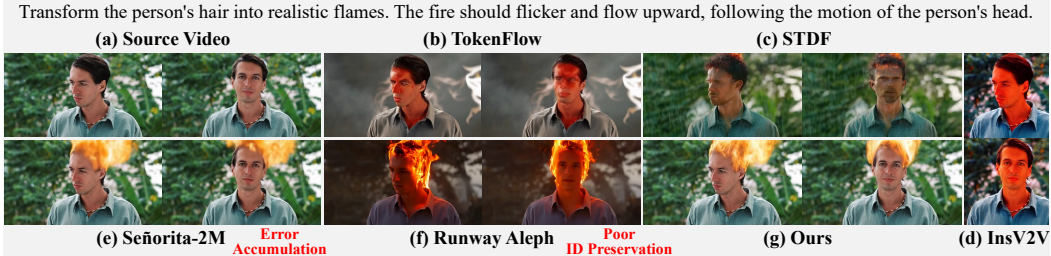 Transform the person's hair into realistic flames. The fire should flicker and flow upward, following the motion of the person's head.
(a) Source Video
(b) TokenFlow
(c) STDF
(e) Señorita-2M
Error
Accumulation
(f) Runway Aleph
Poor
ID Preservation
(g) Ours
(d) InsV2V